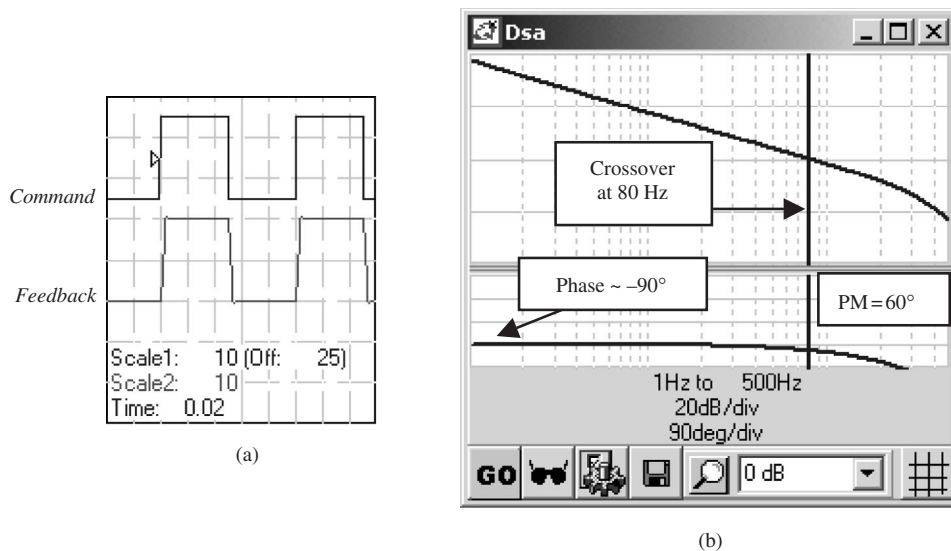 Command
Feedback
Scale1: 10 (Off: 25)
Scale2: 10
Time: 0.02
(a)
Dsa
Crossover
at 80 Hz
Phase ~ –90°
PM=60°
1Hz to 500Hz
20dB/div
90deg/div
GO
0 dB
(b)